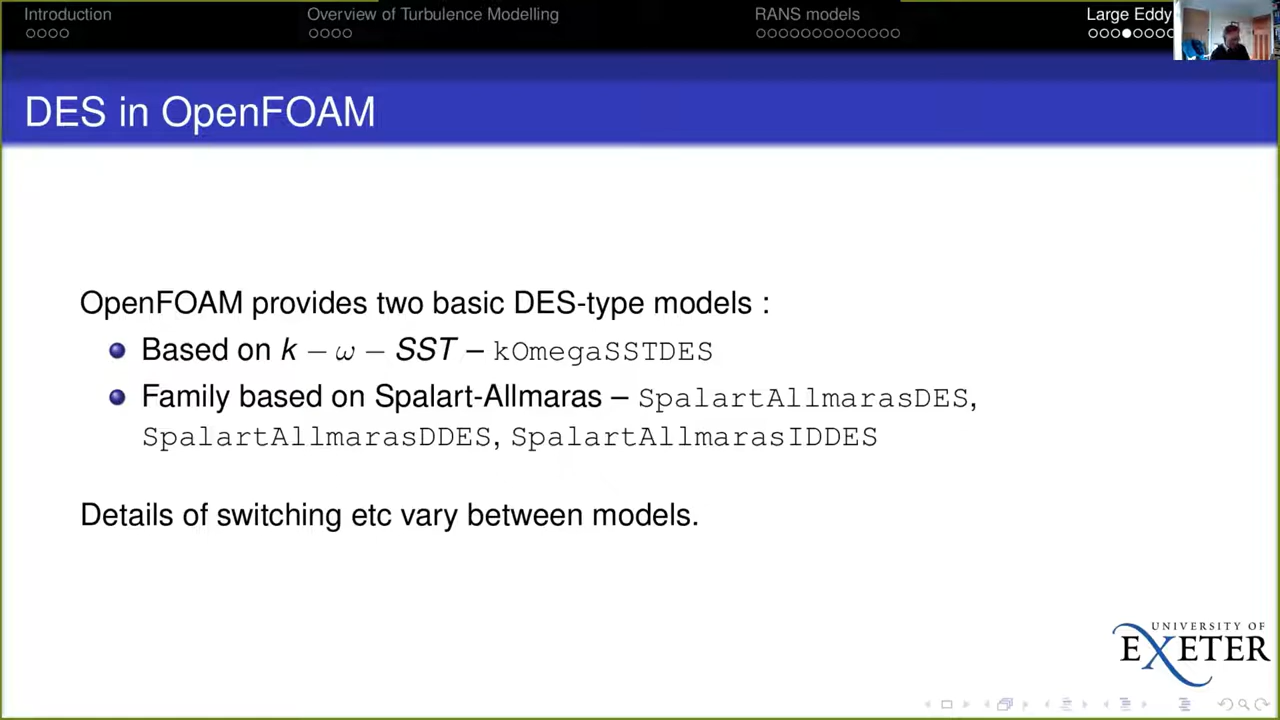 Introduction
Overview of Turbulence Modelling
RANS models
Large Eddy
DES in OpenFOAM
OpenFOAM provides two basic DES-type models :
Based on k − ω − SST – kOmegaSSTDES
Family based on Spalart-Allmaras – SpalartAllmarasDES,
SpalartAllmarasDDES, SpalartAllmarasIDDES
Details of switching etc vary between models.
UNIVERSITY OF
EXETER